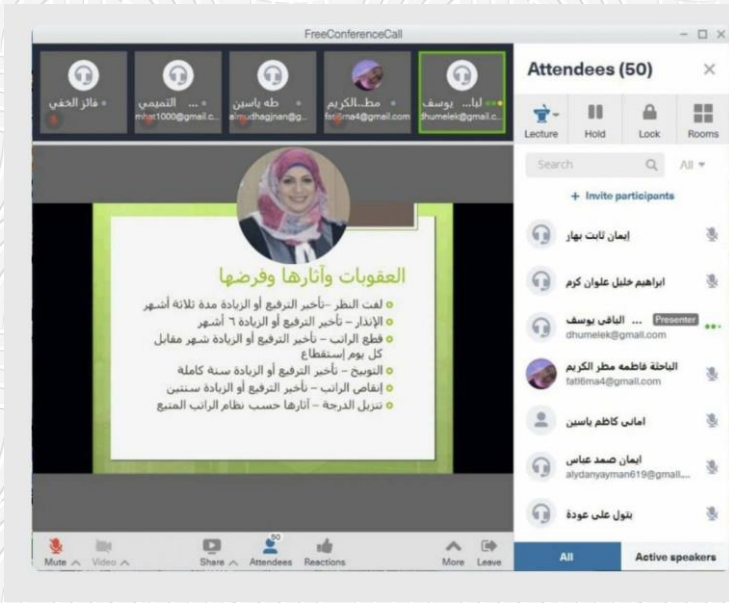 FreeConferenceCall
فائز الخفي
... التميمي
mhat1000@gmail.c...
طه ياسين
almudhagjnan@g...
مط...الكريم
fati6ma4@gmail.com
لبا... يوسف
dhumelek@gmail.c...
Attendees (50)
Lecture Hold Lock Rooms
Search All
+ Invite participants
إيمان ثابت بهار
ابراهيم خليل علوان كرم
... الباقي يوسف Presenter
dhumelek@gmail.com
الباحثة فاطمه مطر الكريم
fati6ma4@gmail.com
اماني كاظم ياسين
ايمان صمد عباس
alydanyayman619@gmail....
بتول علي عودة
All Active speakers
العقوبات وآثارها وفرضها
لفت النظر –تأخير الترفيع أو الزيادة مدة ثلاثة أشهر
الإنذار – تأخير الترفيع أو الزيادة ٦ أشهر
قطع الراتب – تأخير الترفيع أو الزيادة شهر مقابل
كل يوم إستقطاع
التوبيخ – تأخير الترفيع أو الزيادة سنة كاملة
إنقاص الراتب – تأخير الترفيع أو الزيادة سنتين
تنزيل الدرجة – آثارها حسب نظام الراتب المتبع
50
Mute Video Share Attendees Reactions More Leave